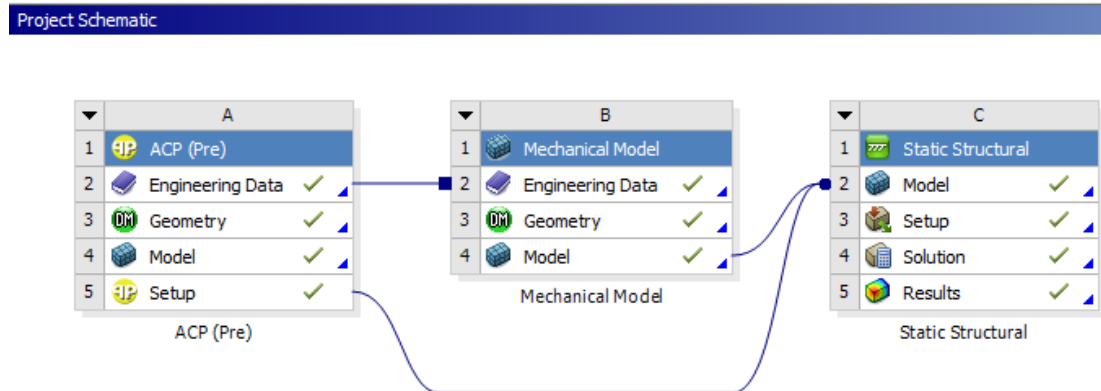 Project Schematic
A
1 ACP (Pre)
2 Engineering Data
3 DM Geometry
4 Model
5 Setup
ACP (Pre)
B
1 Mechanical Model
2 Engineering Data
3 DM Geometry
4 Model
Mechanical Model
C
1 Static Structural
2 Model
3 Setup
4 Solution
5 Results
Static Structural